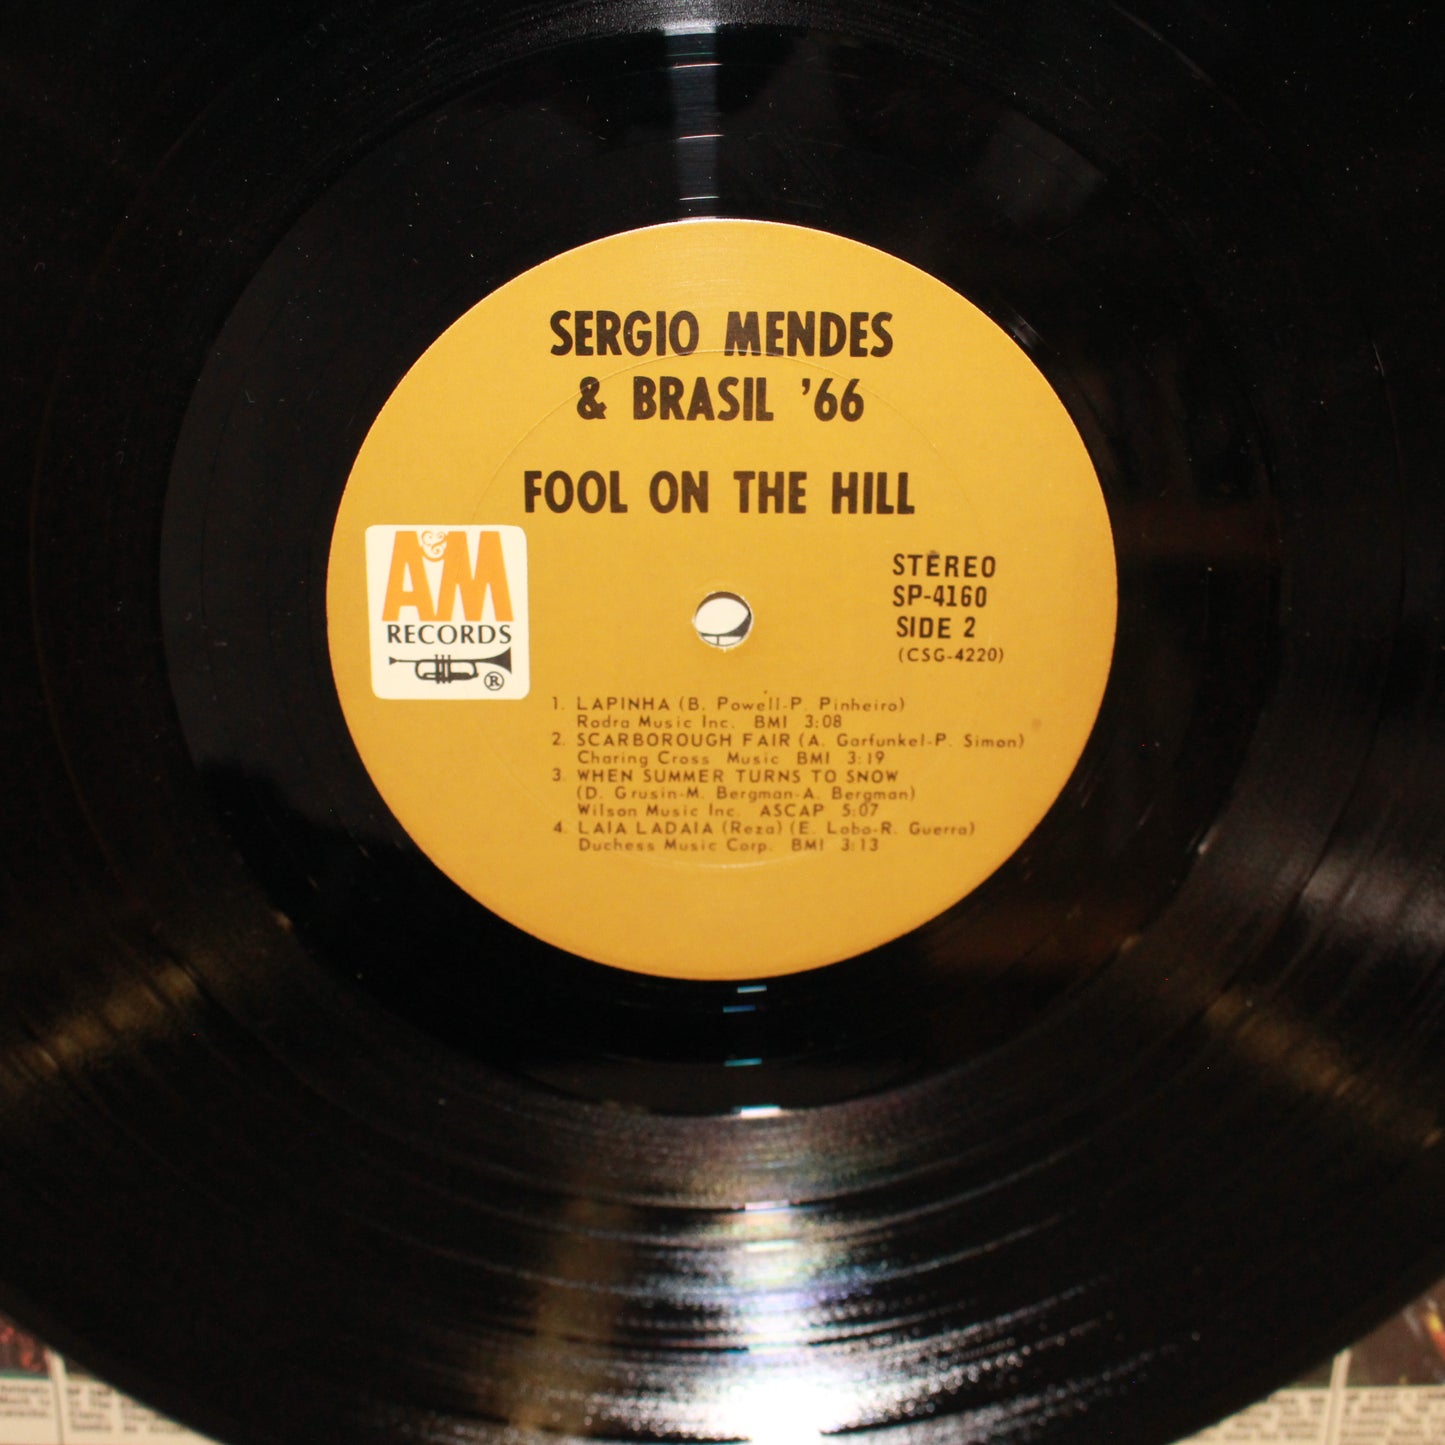 SERGIO MENDES
& BRASIL '66
FOOL ON THE HILL
A&M
RECORDS
®
STEREO
SP-4160
SIDE 2
(CSG-4220)
1. LAPINHA (B. Powell-P. Pinheiro)
Rodra Music Inc. BMI 3:08
2. SCARBOROUGH FAIR (A. Garfunkel-P. Simon)
Charing Cross Music BMI 3:19
3. WHEN SUMMER TURNS TO SNOW
(D. Grusin-M. Bergman-A. Bergman)
Wilson Music Inc. ASCAP 5:07
4. LAIA LADAIA (Reza) (E. Lobo-R. Guerra)
Duchess Music Corp. BMI 3:13